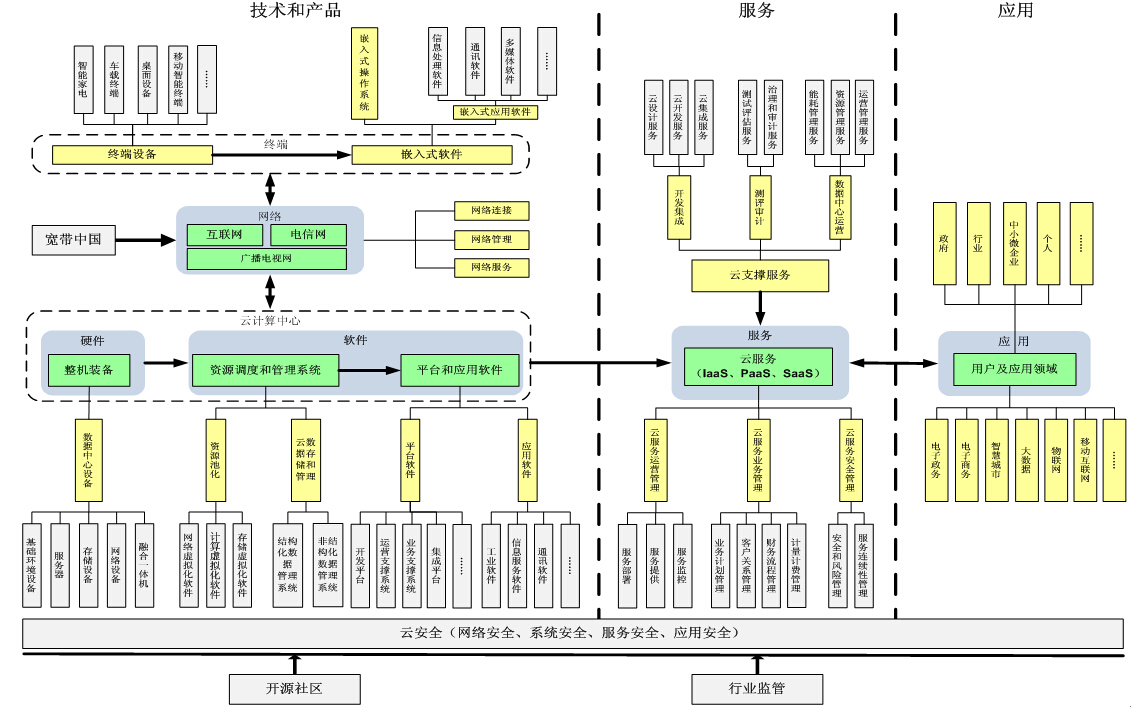 技术和产品
服务
应用
智能家电
车载终端
桌面设备
移动智能终端
……
嵌入式操作系统
信息处理软件
通讯软件
多媒体软件
……
嵌入式应用软件
终端
终端设备
嵌入式软件
云设计服务
云开发服务
云集成服务
测试评估服务
治理和审计服务
能耗管理服务
资源管理服务
运营管理服务
开发集成
测评审计
数据中心运营
云支撑服务
宽带中国
网络
互联网
电信网
广播电视网
网络连接
网络管理
网络服务
政府
行业
中小微企业
个人
……
云计算中心
硬件
整机装备
软件
资源调度和管理系统
平台和应用软件
服务
云服务
（IaaS、PaaS、SaaS）
应 用
用户及应用领域
数据中心设备
资源池化
云数据存储和管理
平台软件
应用软件
云服务运营管理
云服务业务管理
云服务安全管理
电子政务
电子商务
智慧城市
大数据
物联网
移动互联网
……
基础环境设备
服务器
存储设备
网络设备
融合一体机
网络虚拟化软件
计算虚拟化软件
存储虚拟化软件
结构化数据管理系统
非结构化数据管理系统
开发平台
运营支撑系统
业务支撑系统
集成平台
……
工业软件
信息服务软件
通讯软件
……
服务部署
服务提供
服务监控
业务计划管理
客户关系管理
财务流程管理
计量计费管理
安全和风险管理
服务连续性管理
云安全（网络安全、系统安全、服务安全、应用安全）
开源社区
行业监管